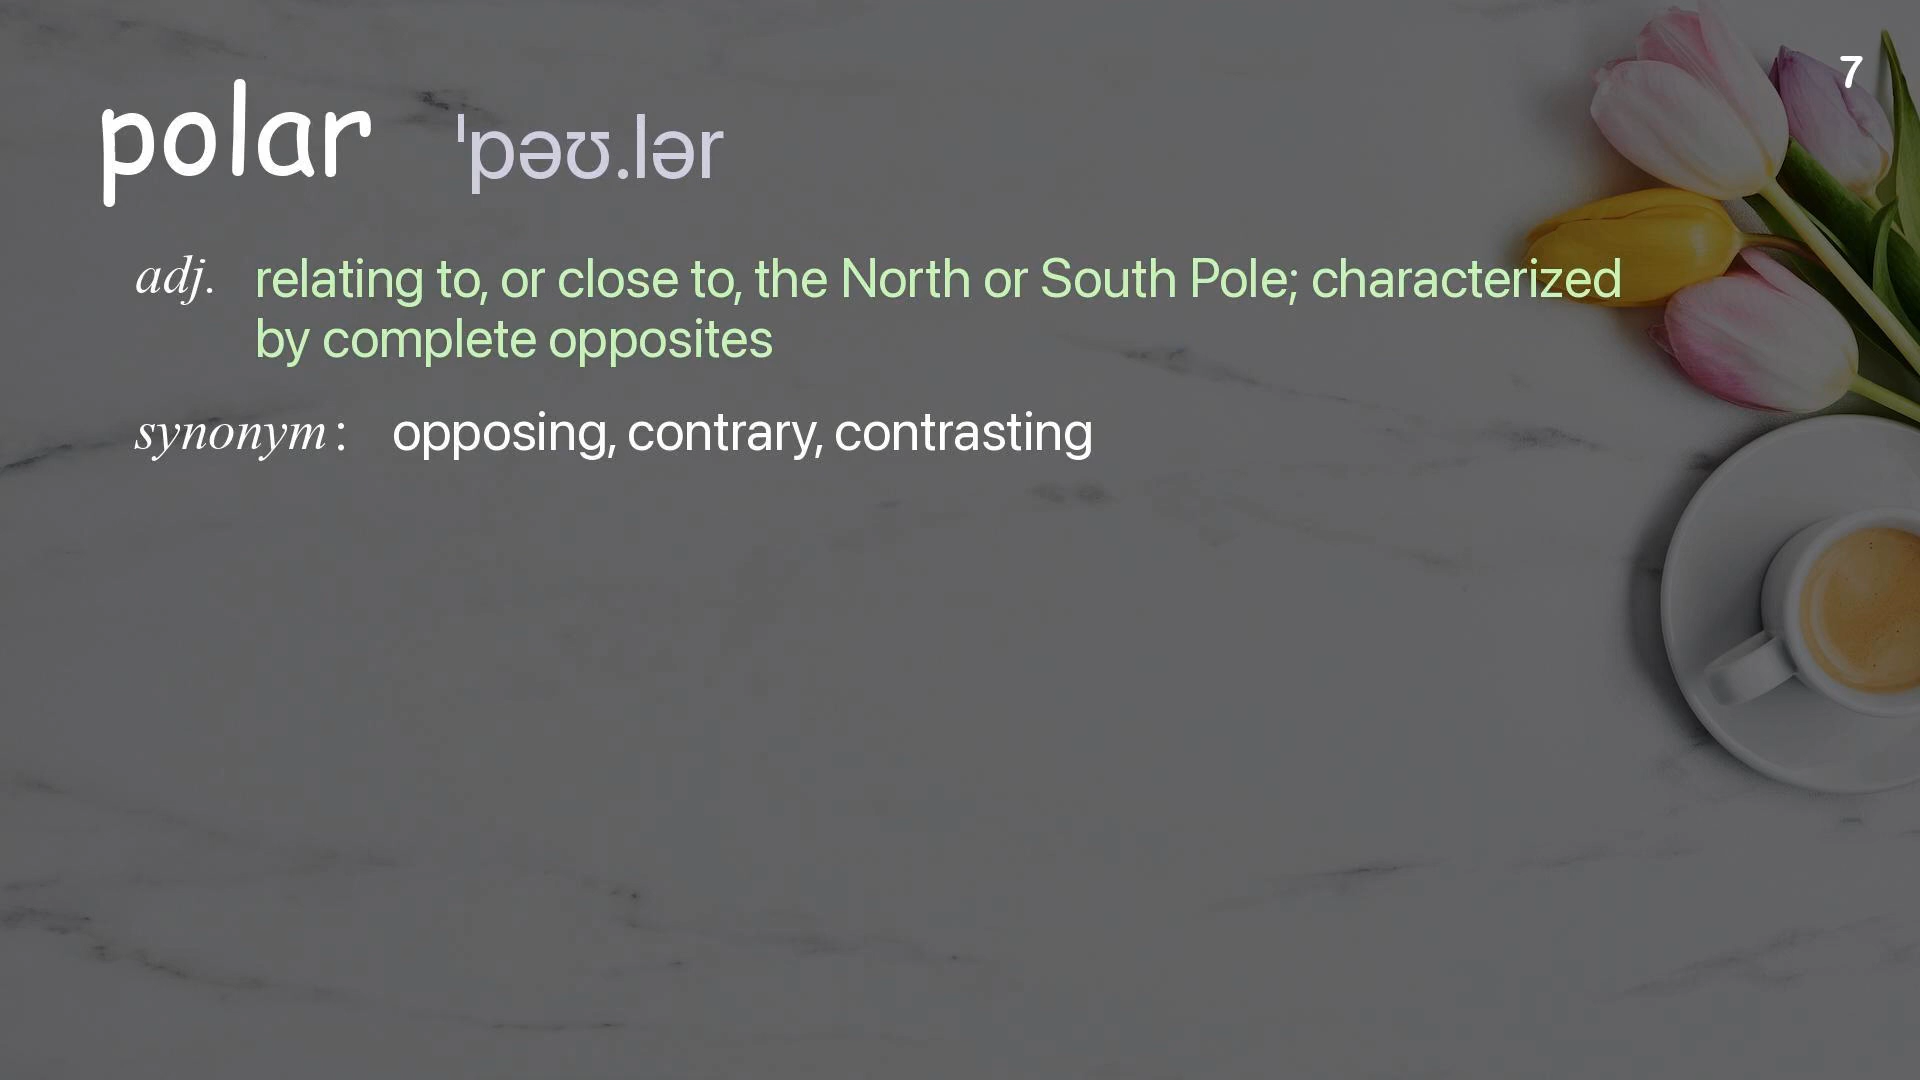 7
polar ˈpəʊ.lər
adj. relating to, or close to, the North or South Pole; characterized
by complete opposites
synonym : opposing, contrary, contrasting